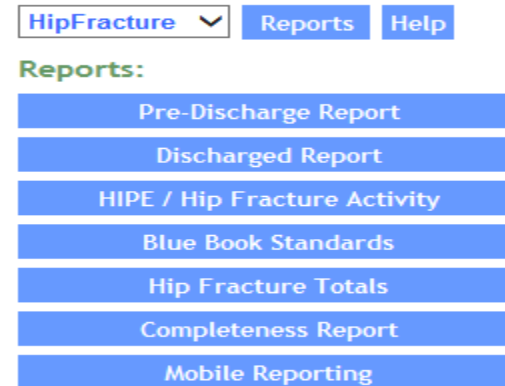 HipFracture Reports Help
Reports:
Pre-Discharge Report
Discharged Report
HIPE / Hip Fracture Activity
Blue Book Standards
Hip Fracture Totals
Completeness Report
Mobile Reporting